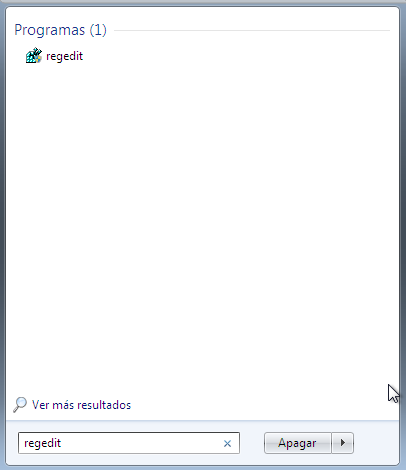 Programas (1)
regedit
Ver más resultados
regedit
Apagar